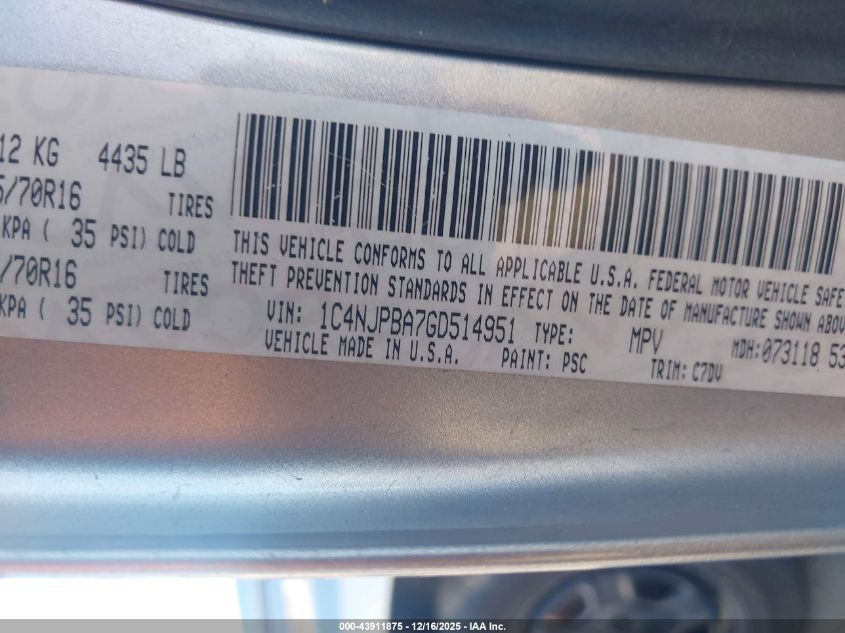 12 KG 4435 LB
5/70R16 TIRES
KPA ( 35 PSI) COLD
/70R16 TIRES
KPA ( 35 PSI) COLD
THIS VEHICLE CONFORMS TO ALL APPLICABLE U.S.A. FEDERAL MOTOR VEHICLE SAFE
THEFT PREVENTION STANDARDS IN EFFECT ON THE DATE OF MANUFACTURE SHOWN ABOV
VIN: 1C4NJPBA7GD514951 TYPE: MPV MDH:073118 53
VEHICLE MADE IN U.S.A. PAINT: PSC TRIM: C7DV
000-43911875 - 12/16/2025 - IAA Inc.